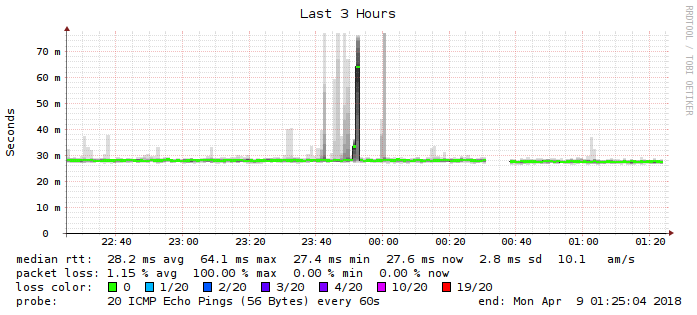 Last 3 Hours
RRDTOOL / TOBI OETIKER
Seconds
70 m
60 m
50 m
40 m
30 m
20 m
10 m
0
22:40 23:00 23:20 23:40 00:00 00:20 00:40 01:00 01:20
median rtt: 28.2 ms avg 64.1 ms max 27.4 ms min 27.6 ms now 2.8 ms sd 10.1 am/s
packet loss: 1.15 % avg 100.00 % max 0.00 % min 0.00 % now
loss color: 0 1/20 2/20 3/20 4/20 10/20 19/20
probe: 20 ICMP Echo Pings (56 Bytes) every 60s end: Mon Apr 9 01:25:04 2018